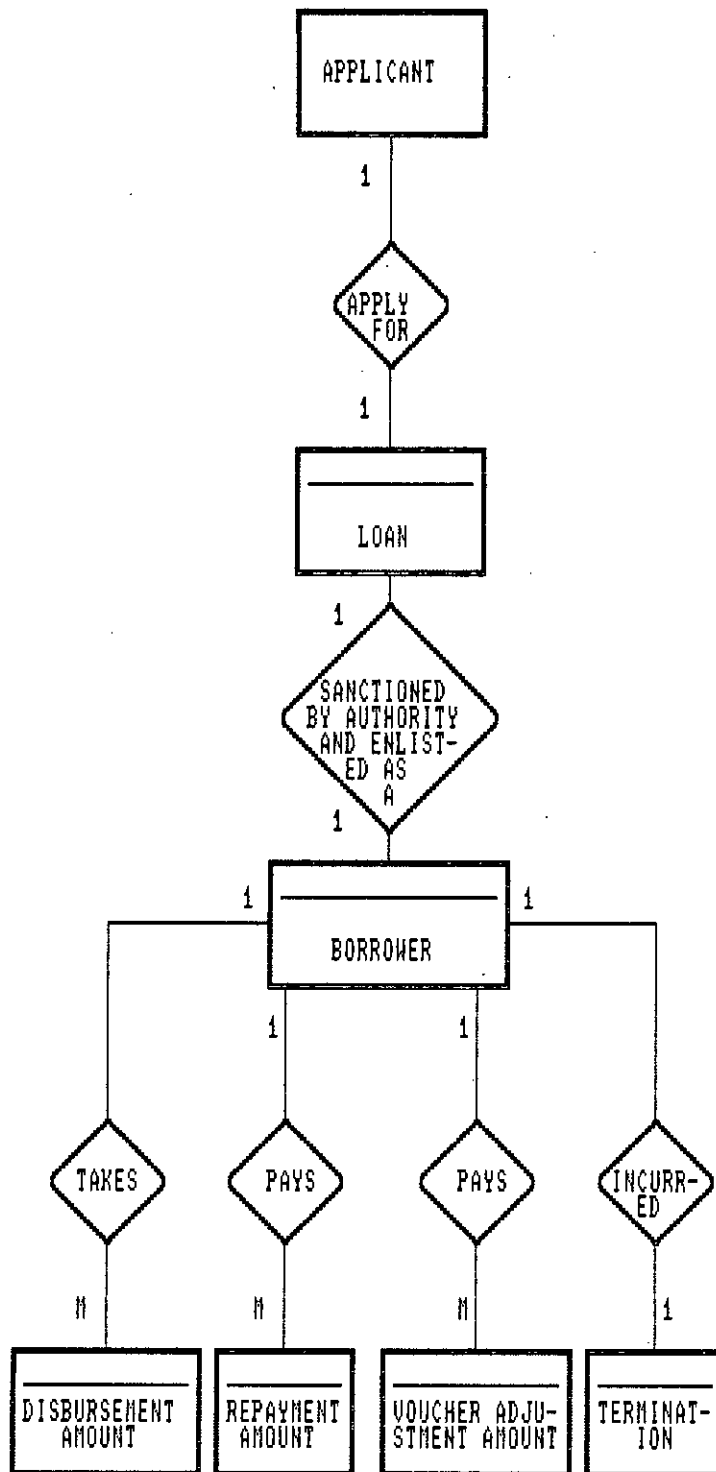 APPLICANT
1
APPLY
FOR
1
LOAN
1
SANCTIONED
BY AUTHORITY
AND ENLIST-
ED AS
A
1
1 1
BORROWER
1 1
TAKES PAYS PAYS INCURR-
ED
M M M 1
DISBURSEMENT
AMOUNT
REPAYMENT
AMOUNT
VOUCHER ADJU-
STMENT AMOUNT
TERMINAT-
ION